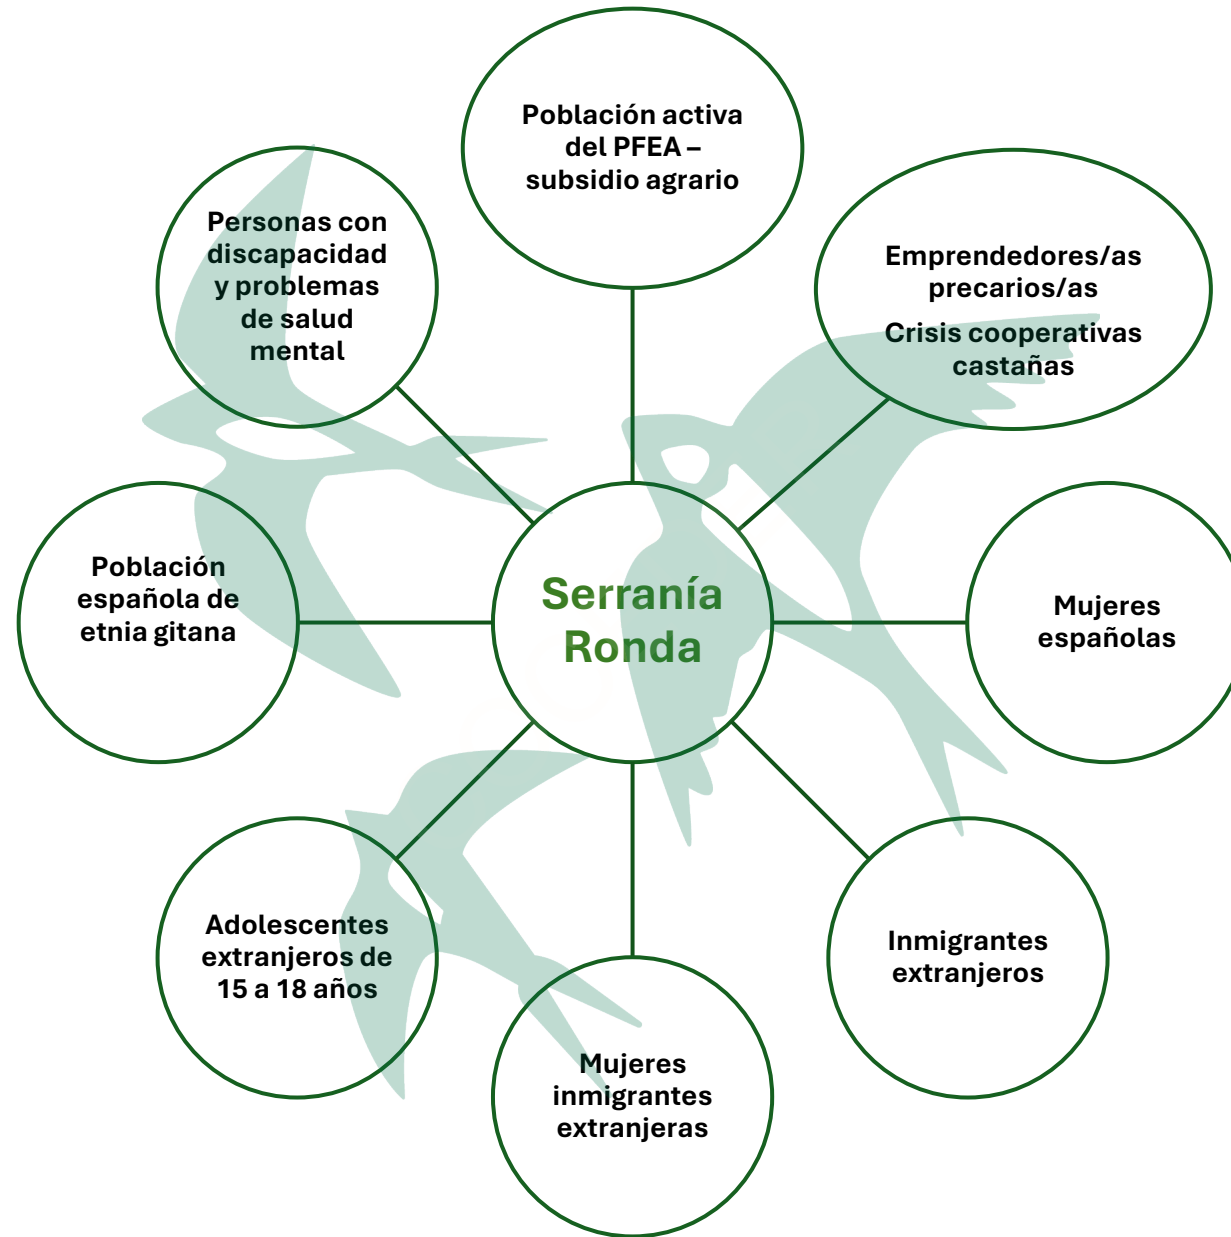 Población activa
del PFEA –
subsidio agrario
Emprendedores/as
precarios/as
Crisis cooperativas
castañas
Mujeres
españolas
Inmigrantes
extranjeros
Mujeres
inmigrantes
extranjeras
Adolescentes
extranjeros de
15 a 18 años
Población
española de
etnia gitana
Personas con
discapacidad
y problemas
de salud
mental
Serranía
Ronda